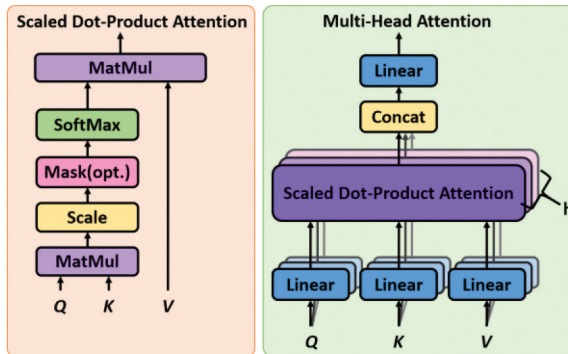 Scaled Dot-Product Attention
MatMul
SoftMax
Mask(opt.)
Scale
MatMul
Q K V
Multi-Head Attention
Linear
Concat
Scaled Dot-Product Attention
h
Linear Linear Linear
Q K V